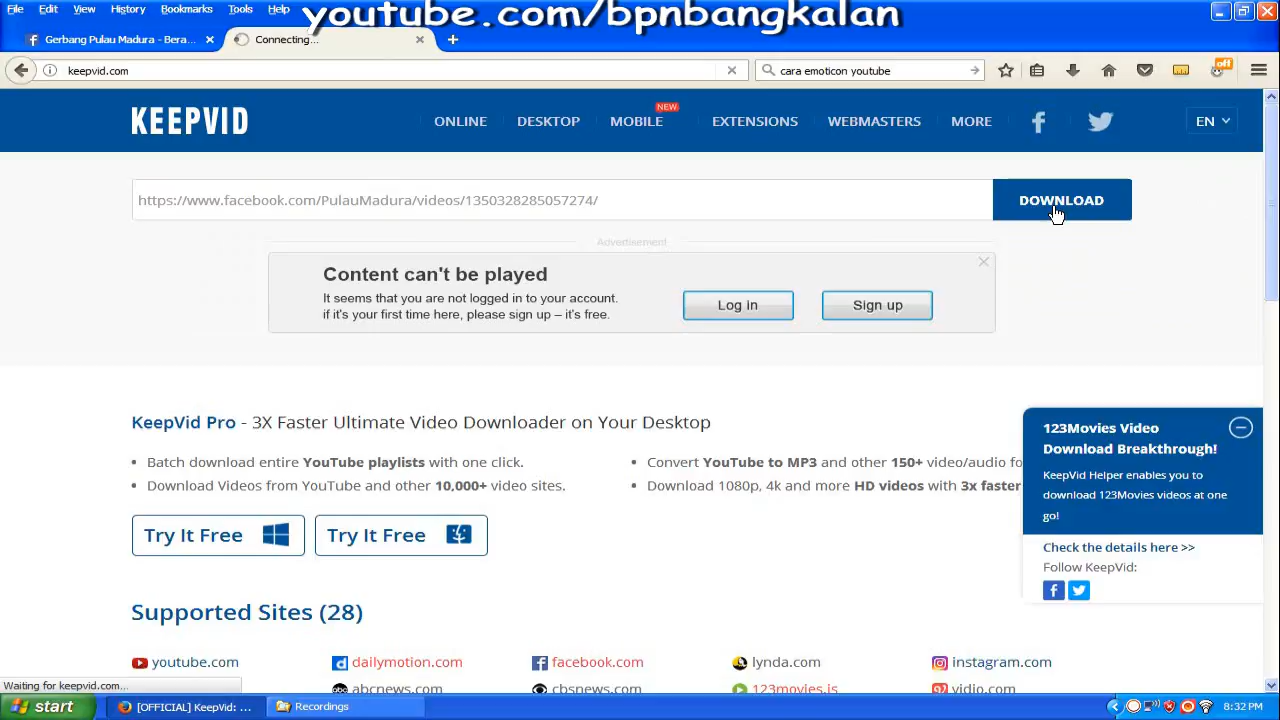 File Edit View History Bookmarks Tools Help
youtube.com/bpnbangkalan
Gerbang Pulau Madura - Bera... Connecting...
keepvid.com cara emoticon youtube off
KEEPVID ONLINE DESKTOP MOBILE NEW EXTENSIONS WEBMASTERS MORE EN
https://www.facebook.com/PulauMadura/videos/1350328285057274/ DOWNLOAD
Advertisement
Content can't be played
It seems that you are not logged in to your account.
if it's your first time here, please sign up – it's free.
Log in Sign up
KeepVid Pro - 3X Faster Ultimate Video Downloader on Your Desktop
• Batch download entire YouTube playlists with one click.
• Download Videos from YouTube and other 10,000+ video sites.
• Convert YouTube to MP3 and other 150+ video/audio fo
• Download 1080p, 4k and more HD videos with 3x faster
Try It Free Try It Free
123Movies Video
Download Breakthrough!
KeepVid Helper enables you to
download 123Movies videos at one
go!
Check the details here >>
Follow KeepVid:
Supported Sites (28)
youtube.com dailymotion.com facebook.com lynda.com instagram.com
abcnews.com cbsnews.com 123movies.is vidio.com
Waiting for keepvid.com...
start [OFFICIAL] KeepVid: ... Recordings 8:32 PM